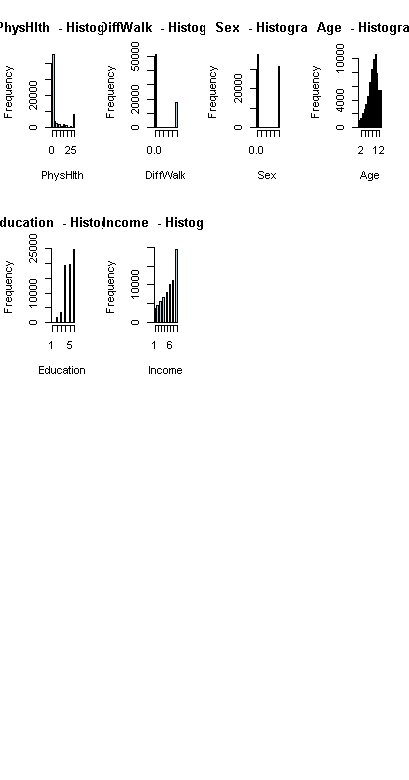 PhysHlth - Histog DiffWalk - Histog Sex - Histogra Age - Histogra
Frequency
0 20000
0 25
PhysHlth
Frequency
0 20000 50000
0.0
DiffWalk
Frequency
0 20000
0.0
Sex
Frequency
0 4000 10000
2 12
Age
ducation - Histo Income - Histog
Frequency
0 10000 25000
1 5
Education
Frequency
0 10000
1 6
Income